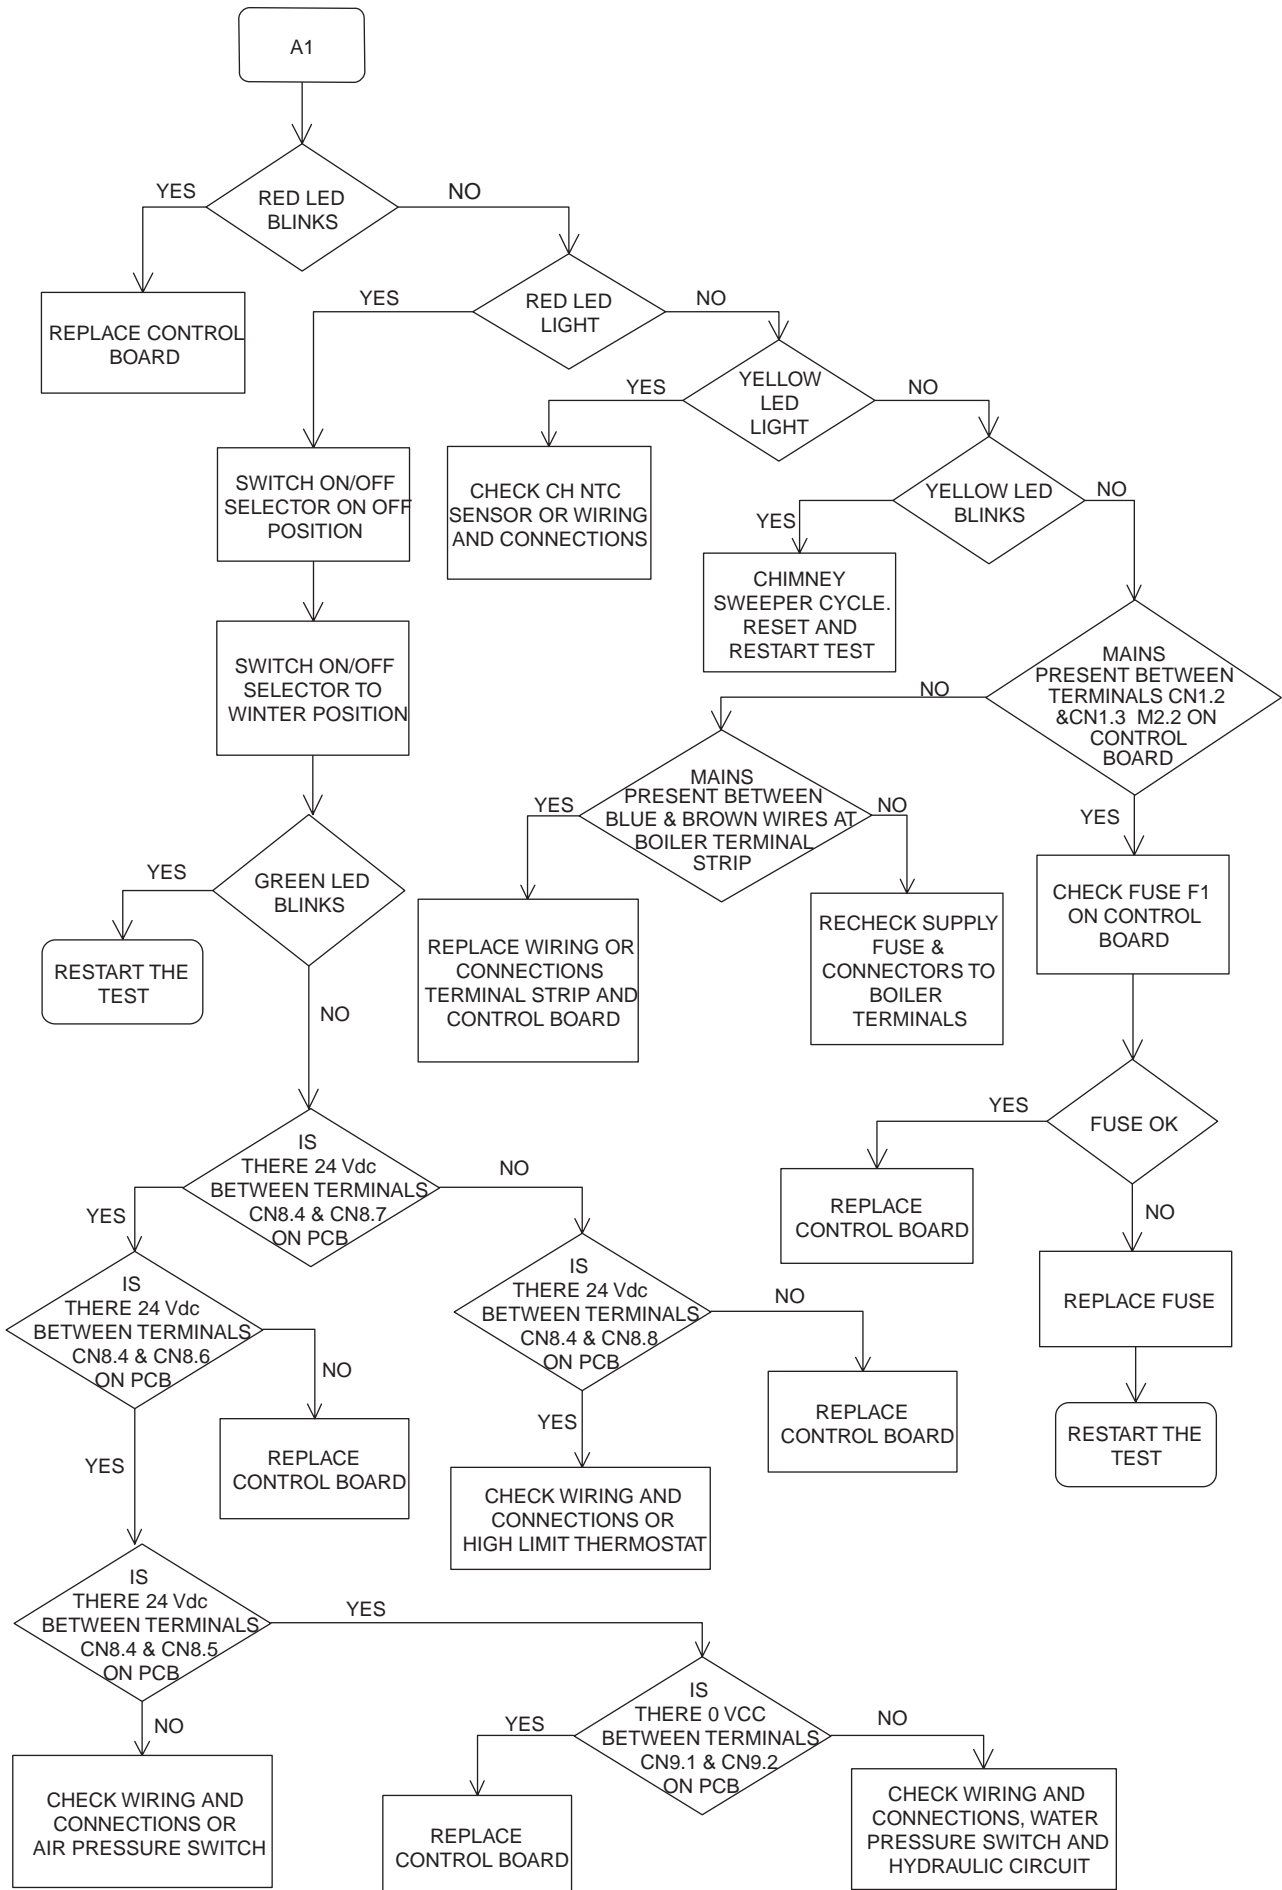 A1
YES
RED LED
BLINKS
NO
REPLACE CONTROL
BOARD
YES
RED LED
LIGHT
NO
YES
YELLOW
LED
LIGHT
NO
SWITCH ON/OFF
SELECTOR ON OFF
POSITION
CHECK CH NTC
SENSOR OR WIRING
AND CONNECTIONS
YES
YELLOW LED
BLINKS
NO
CHIMNEY
SWEEPER CYCLE.
RESET AND
RESTART TEST
SWITCH ON/OFF
SELECTOR TO
WINTER POSITION
NO
MAINS
PRESENT BETWEEN
TERMINALS CN1.2
&CN1.3 M2.2 ON
CONTROL
BOARD
YES
YES
MAINS
PRESENT BETWEEN
BLUE & BROWN WIRES AT
BOILER TERMINAL
STRIP
NO
YES
GREEN LED
BLINKS
RESTART THE
TEST
NO
REPLACE WIRING OR
CONNECTIONS
TERMINAL STRIP AND
CONTROL BOARD
RECHECK SUPPLY
FUSE &
CONNECTORS TO
BOILER
TERMINALS
CHECK FUSE F1
ON CONTROL
BOARD
YES
FUSE OK
NO
REPLACE
CONTROL BOARD
REPLACE FUSE
RESTART THE
TEST
YES
IS
THERE 24 Vdc
BETWEEN TERMINALS
CN8.4 & CN8.7
ON PCB
NO
IS
THERE 24 Vdc
BETWEEN TERMINALS
CN8.4 & CN8.6
ON PCB
NO
YES
REPLACE
CONTROL BOARD
IS
THERE 24 Vdc
BETWEEN TERMINALS
CN8.4 & CN8.8
ON PCB
NO
YES
REPLACE
CONTROL BOARD
CHECK WIRING AND
CONNECTIONS OR
HIGH LIMIT THERMOSTAT
IS
THERE 24 Vdc
BETWEEN TERMINALS
CN8.4 & CN8.5
ON PCB
YES
NO
CHECK WIRING AND
CONNECTIONS OR
AIR PRESSURE SWITCH
YES
IS
THERE 0 VCC
BETWEEN TERMINALS
CN9.1 & CN9.2
ON PCB
NO
REPLACE
CONTROL BOARD
CHECK WIRING AND
CONNECTIONS, WATER
PRESSURE SWITCH AND
HYDRAULIC CIRCUIT